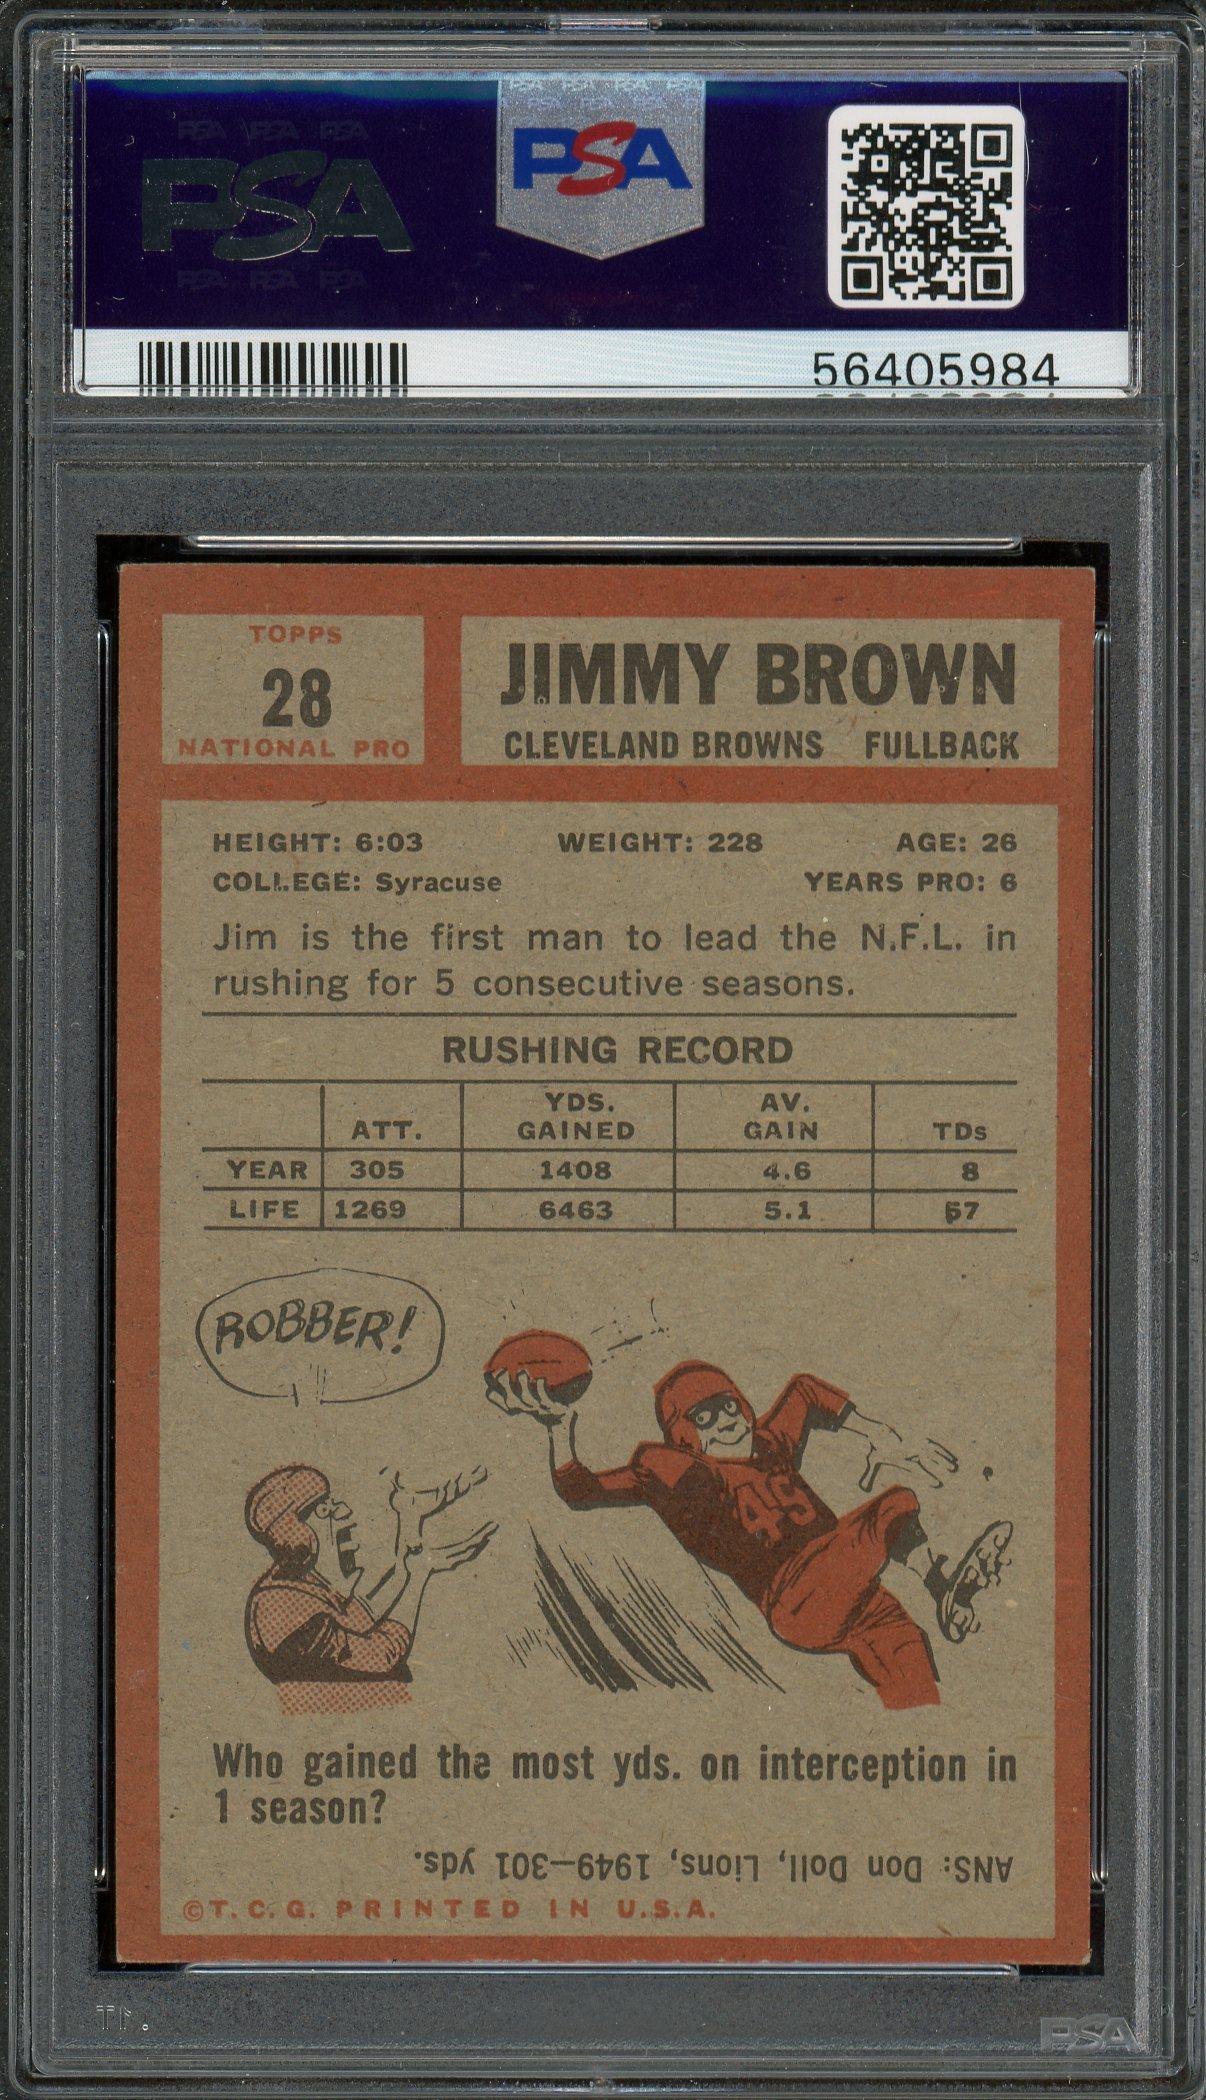 PSA
PSA
56405984
TOPPS
28
NATIONAL PRO
JIMMY BROWN
CLEVELAND BROWNS FULLBACK
HEIGHT: 6:03 WEIGHT: 228 AGE: 26
COLLEGE: Syracuse YEARS PRO: 6
Jim is the first man to lead the N.F.L. in
rushing for 5 consecutive seasons.
RUSHING RECORD
ATT. YDS. GAINED AV. GAIN TDs
YEAR 305 1408 4.6 8
LIFE 1269 6463 5.1 57
ROBBER!
45
Who gained the most yds. on interception in
1 season?
ANS: Don Doll, Lions, 1949—301 yds.
©T.C.G. PRINTED IN U.S.A.
PSA